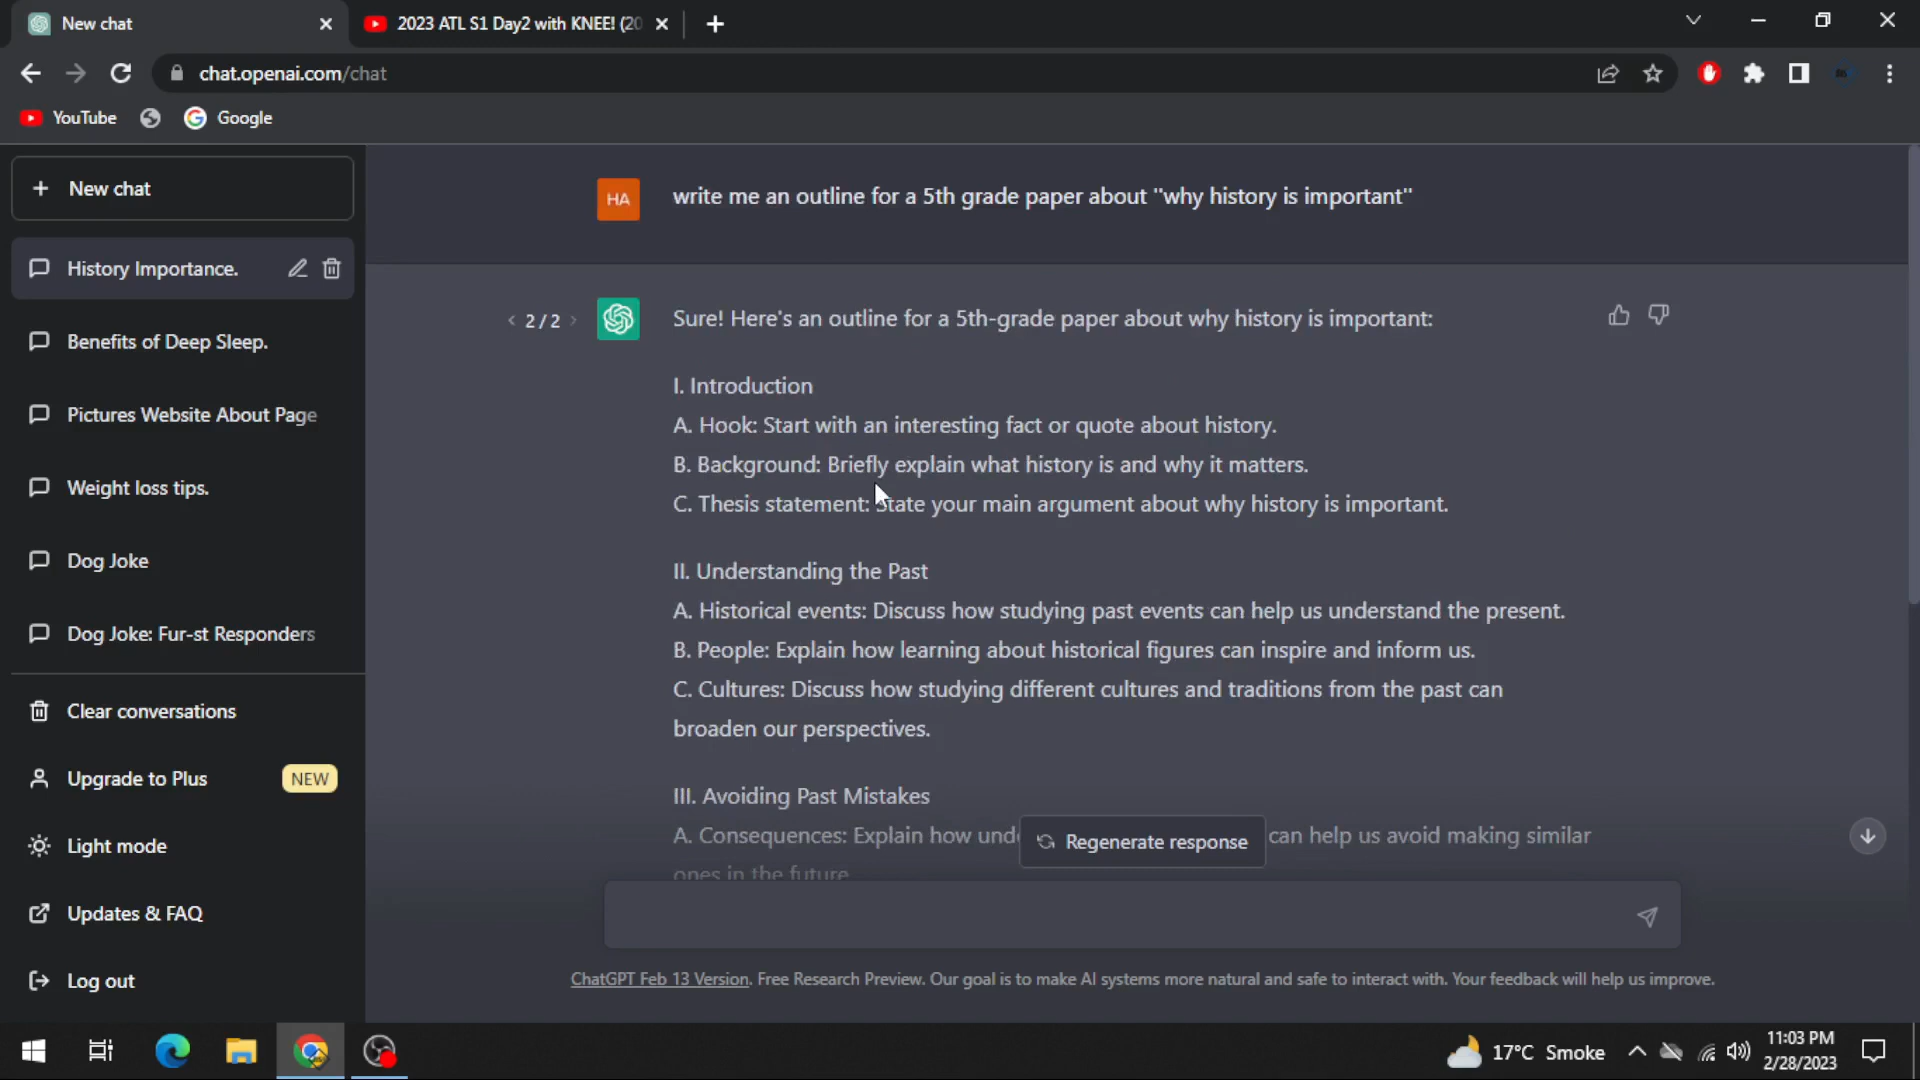 New chat
2023 ATL S1 Day2 with KNEE! (20
chat.openai.com/chat
YouTube
Google
New chat
History Importance.
Benefits of Deep Sleep.
Pictures Website About Page
Weight loss tips.
Dog Joke
Dog Joke: Fur-st Responders
Clear conversations
Upgrade to Plus NEW
Light mode
Updates & FAQ
Log out
HA
write me an outline for a 5th grade paper about "why history is important"
< 2 / 2 >
Sure! Here's an outline for a 5th-grade paper about why history is important:
I. Introduction
A. Hook: Start with an interesting fact or quote about history.
B. Background: Briefly explain what history is and why it matters.
C. Thesis statement: State your main argument about why history is important.
II. Understanding the Past
A. Historical events: Discuss how studying past events can help us understand the present.
B. People: Explain how learning about historical figures can inspire and inform us.
C. Cultures: Discuss how studying different cultures and traditions from the past can
broaden our perspectives.
III. Avoiding Past Mistakes
A. Consequences: Explain how und can help us avoid making similar
ones in the future
Regenerate response
ChatGPT Feb 13 Version. Free Research Preview. Our goal is to make AI systems more natural and safe to interact with. Your feedback will help us improve.
17°C Smoke
11:03 PM
2/28/2023